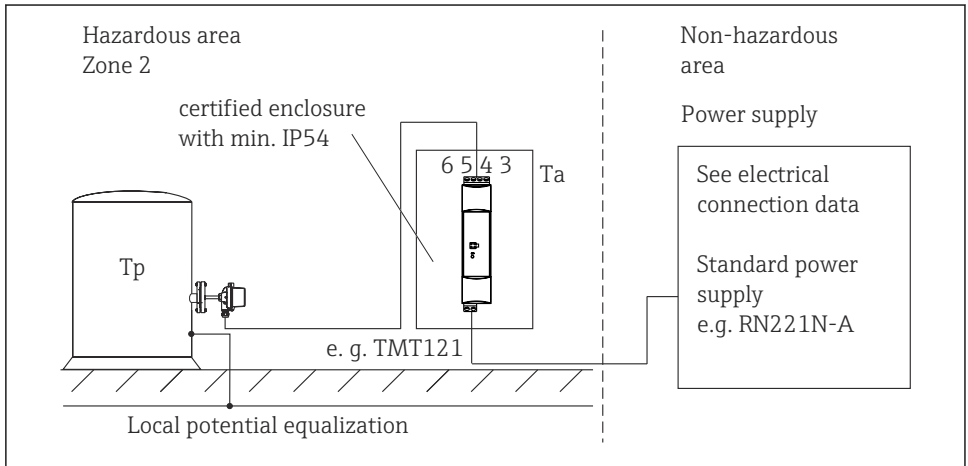 Hazardous area
Zone 2
certified enclosure
with min. IP54
6 5 4 3
Ta
Tp
e. g. TMT121
Local potential equalization
Non-hazardous
area
Power supply
See electrical
connection data
Standard power
supply
e.g. RN221N-A